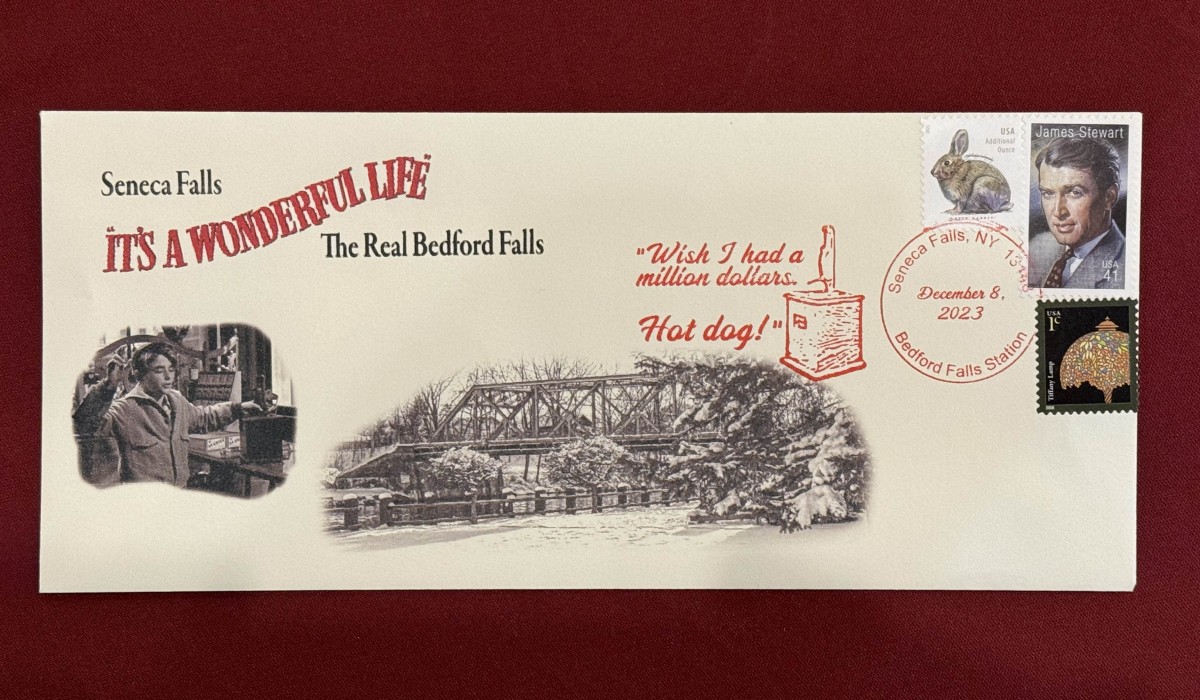 Seneca Falls
"IT'S A WONDERFUL LIFE"
The Real Bedford Falls
"Wish I had a
million dollars.
Hot dog!"
USA
Additional
Ounce
James Stewart
USA
41
Seneca Falls, NY
December 8,
2023
Bedford Falls Station
USA
1c
Tiffany Lamp